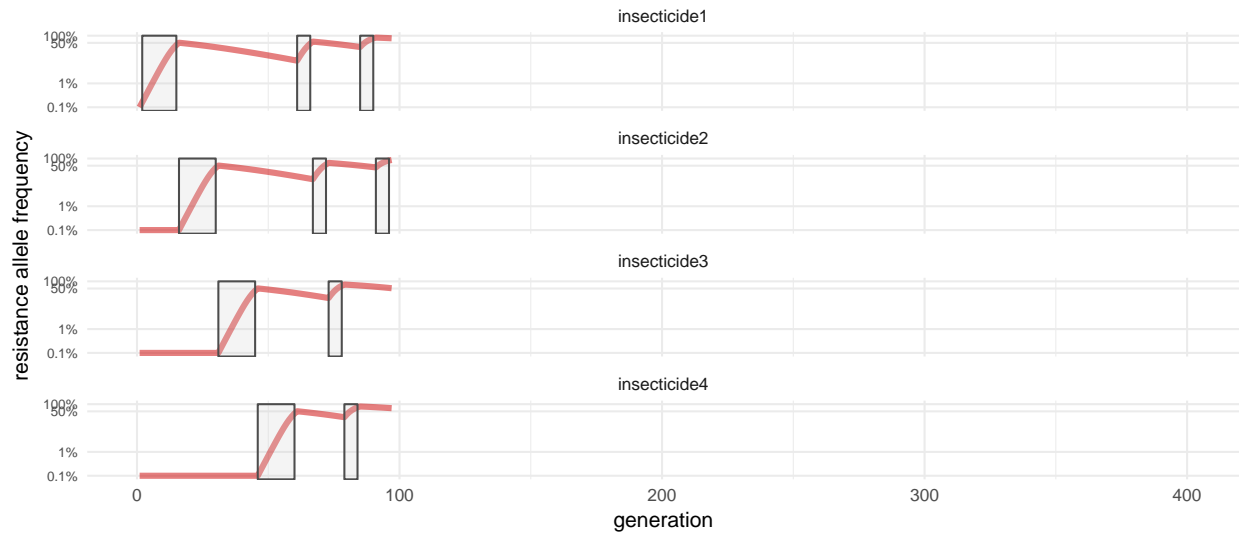 insecticide1
100%
50%
1%
0.1%
insecticide2
100%
50%
1%
0.1%
insecticide3
100%
50%
1%
0.1%
insecticide4
100%
50%
1%
0.1%
resistance allele frequency
0 100 200 300 400
generation